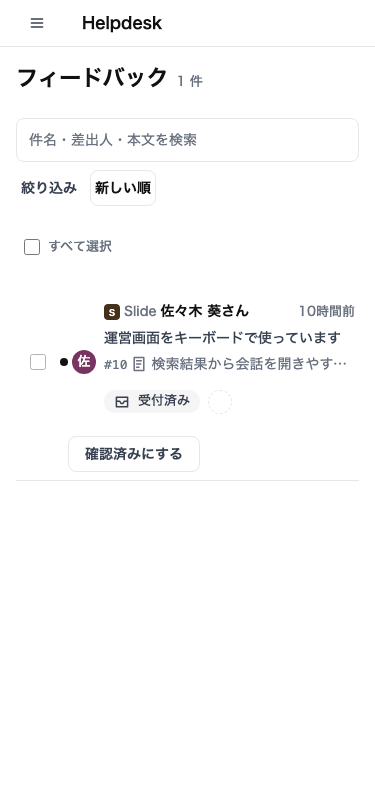 Helpdesk
フィードバック 1 件
件名・差出人・本文を検索
絞り込み 新しい順
すべて選択
S Slide 佐々木 葵さん 10時間前
運営画面をキーボードで使っています
佐 #10 検索結果から会話を開きやす…
受付済み
確認済みにする